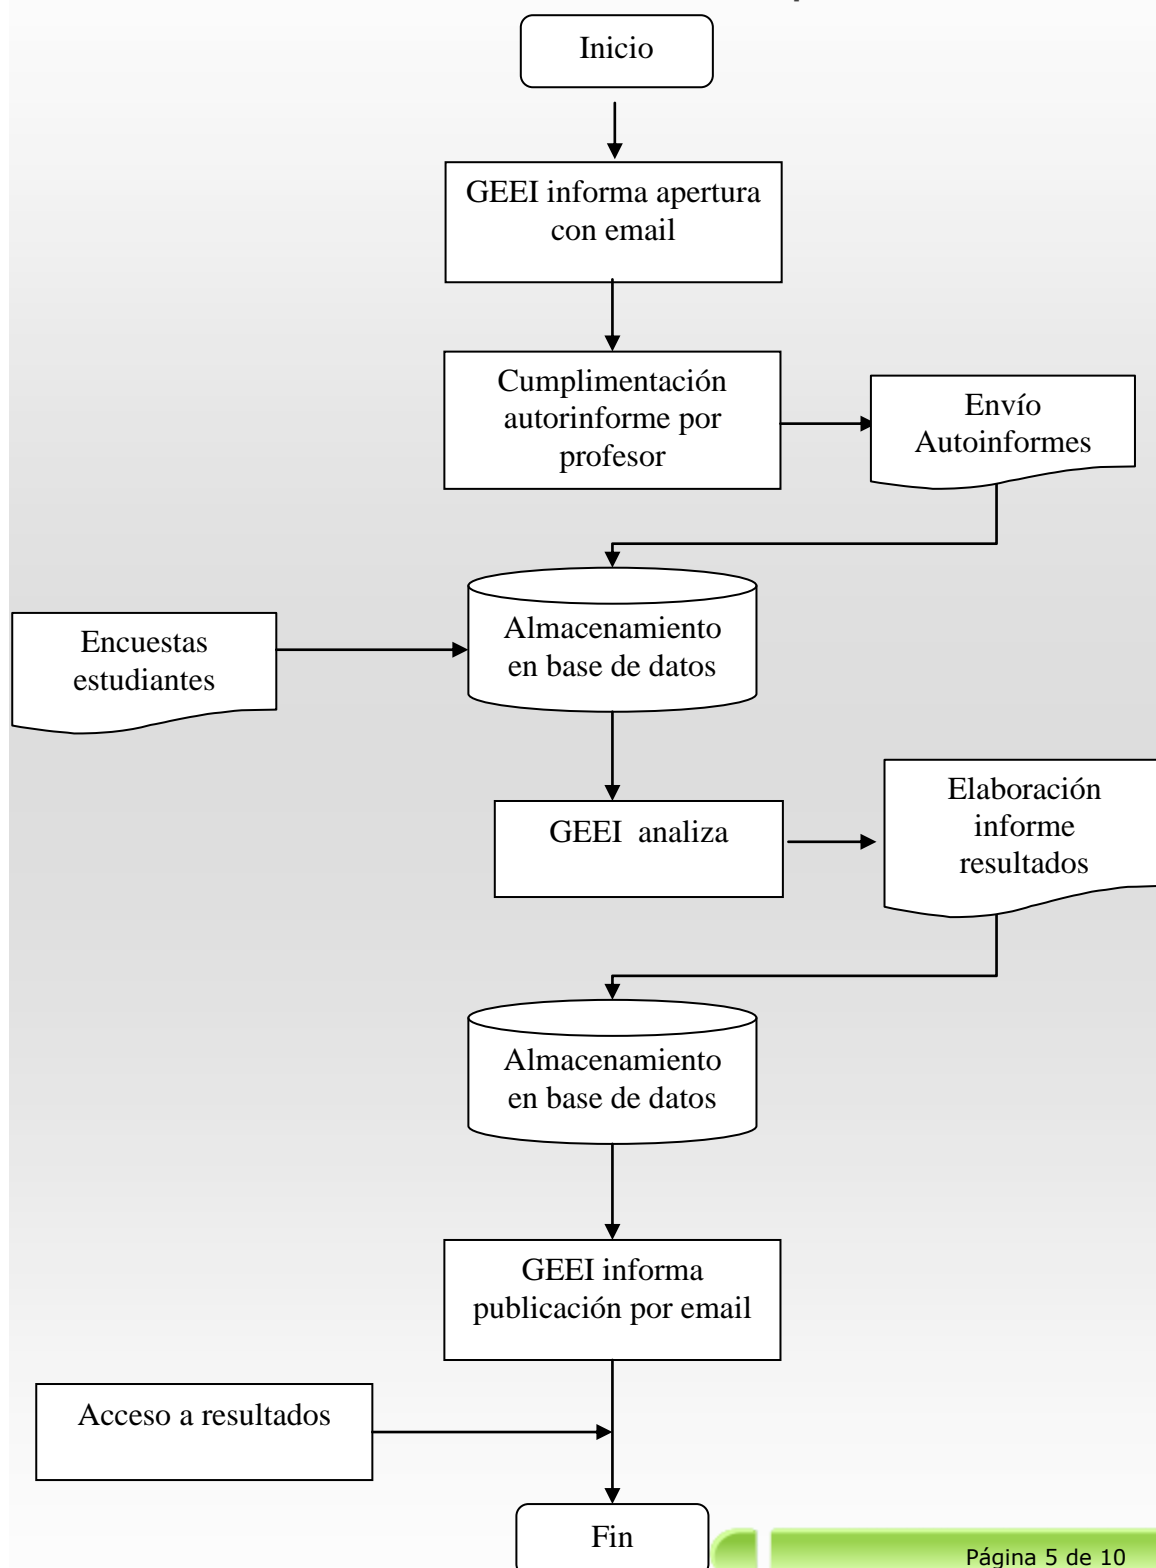 Inicio
GEEI informa apertura
con email
Cumplimentación
autorinforme por
profesor
Envío
Autoinformes
Almacenamiento
en base de datos
Encuestas
estudiantes
GEEI  analiza
Elaboración
informe
resultados
Almacenamiento
en base de datos
GEEI informa
publicación por email
Acceso a resultados
Fin
Página 5 de 10